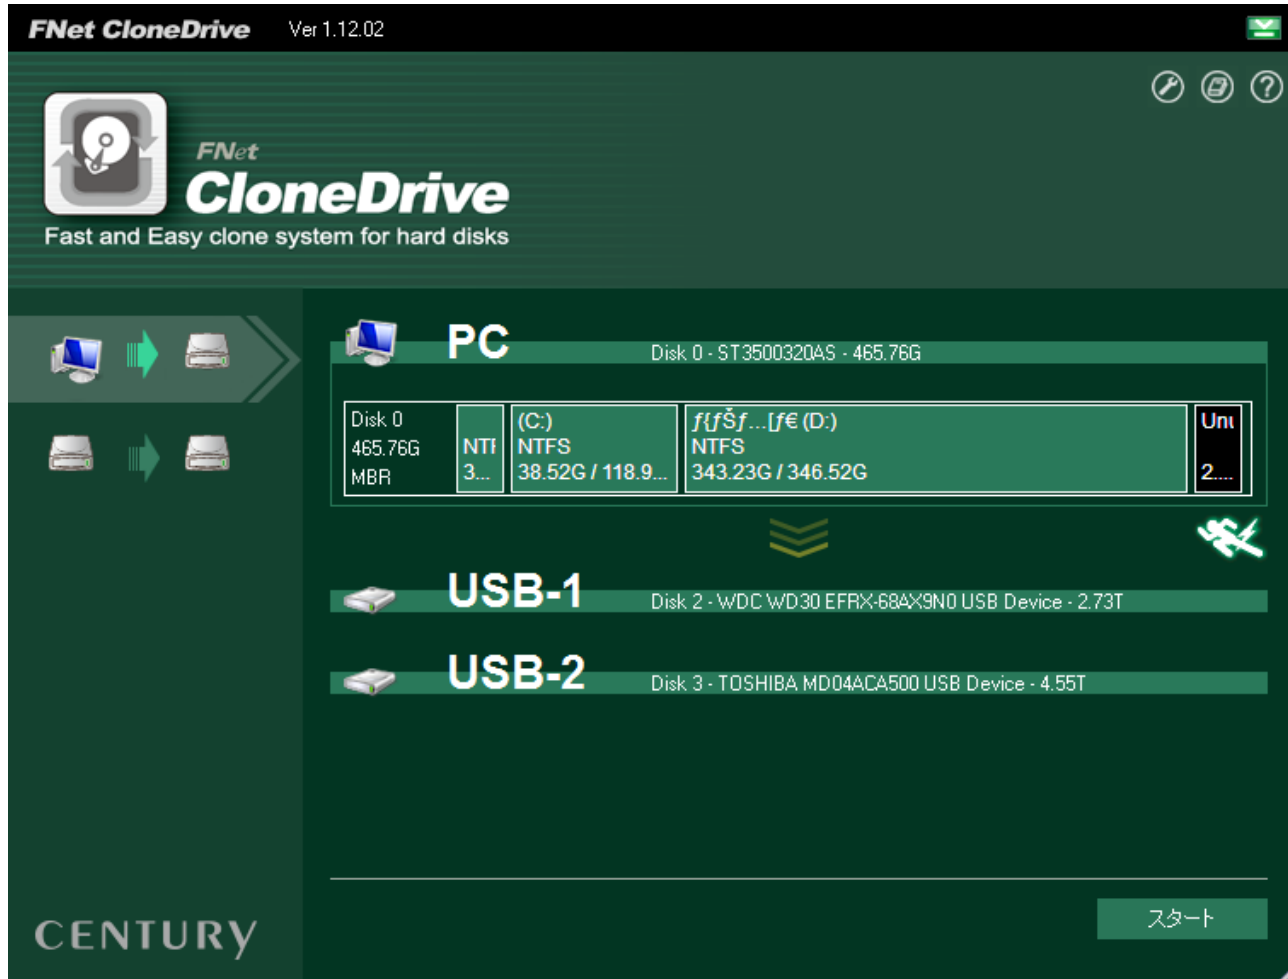 FNet CloneDrive Ver 1.12.02
FNet
CloneDrive
Fast and Easy clone system for hard disks
PC
Disk 0 - ST3500320AS - 465.76G
Disk 0
465.76G
MBR
NTF
3...
(C:)
NTFS
38.52G / 118.9...
ƒ{ƒŠƒ…[ƒ€ (D:)
NTFS
343.23G / 346.52G
Unu
2....
USB-1
Disk 2 - WDC WD30 EFRX-68AX9N0 USB Device - 2.73T
USB-2
Disk 3 - TOSHIBA MD04ACA500 USB Device - 4.55T
CENTURY
スタート